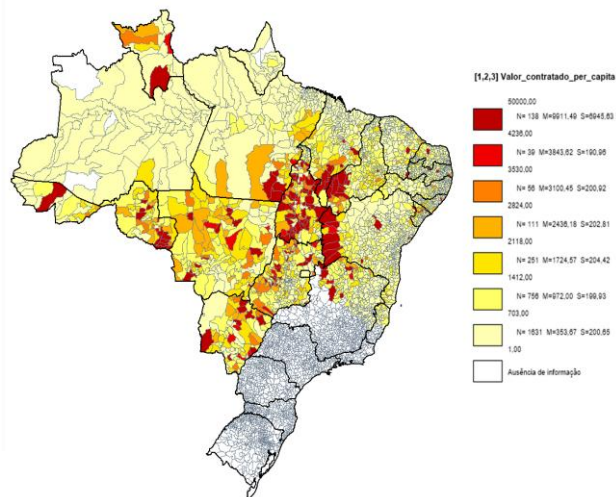 [1,2,3] Valor_contratado_per_capita
50000,00
N= 138 M=9911,49 S=6945,63
4236,00
N= 39 M=3843,62 S=190,96
3530,00
N= 56 M=3100,45 S=200,92
2824,00
N= 111 M=2436,18 S=202,81
2118,00
N= 251 M=1724,57 S=204,42
1412,00
N= 756 M=972,00 S=199,93
703,00
N= 1631 M=353,67 S=200,65
1,00
Ausência de informação